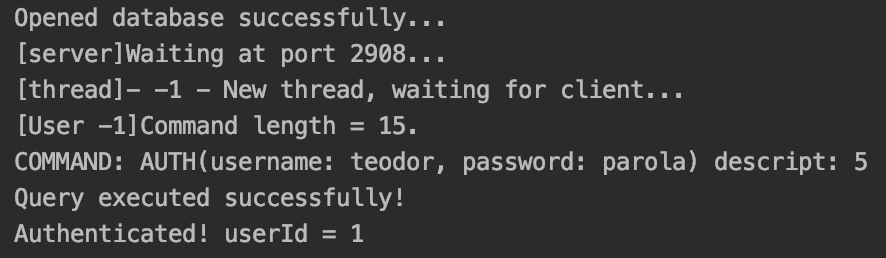 Opened database successfully...
[server]Waiting at port 2908...
[thread]- -1 - New thread, waiting for client...
[User -1]Command length = 15.
COMMAND: AUTH(username: teodor, password: parola) descript: 5
Query executed successfully!
Authenticated! userId = 1